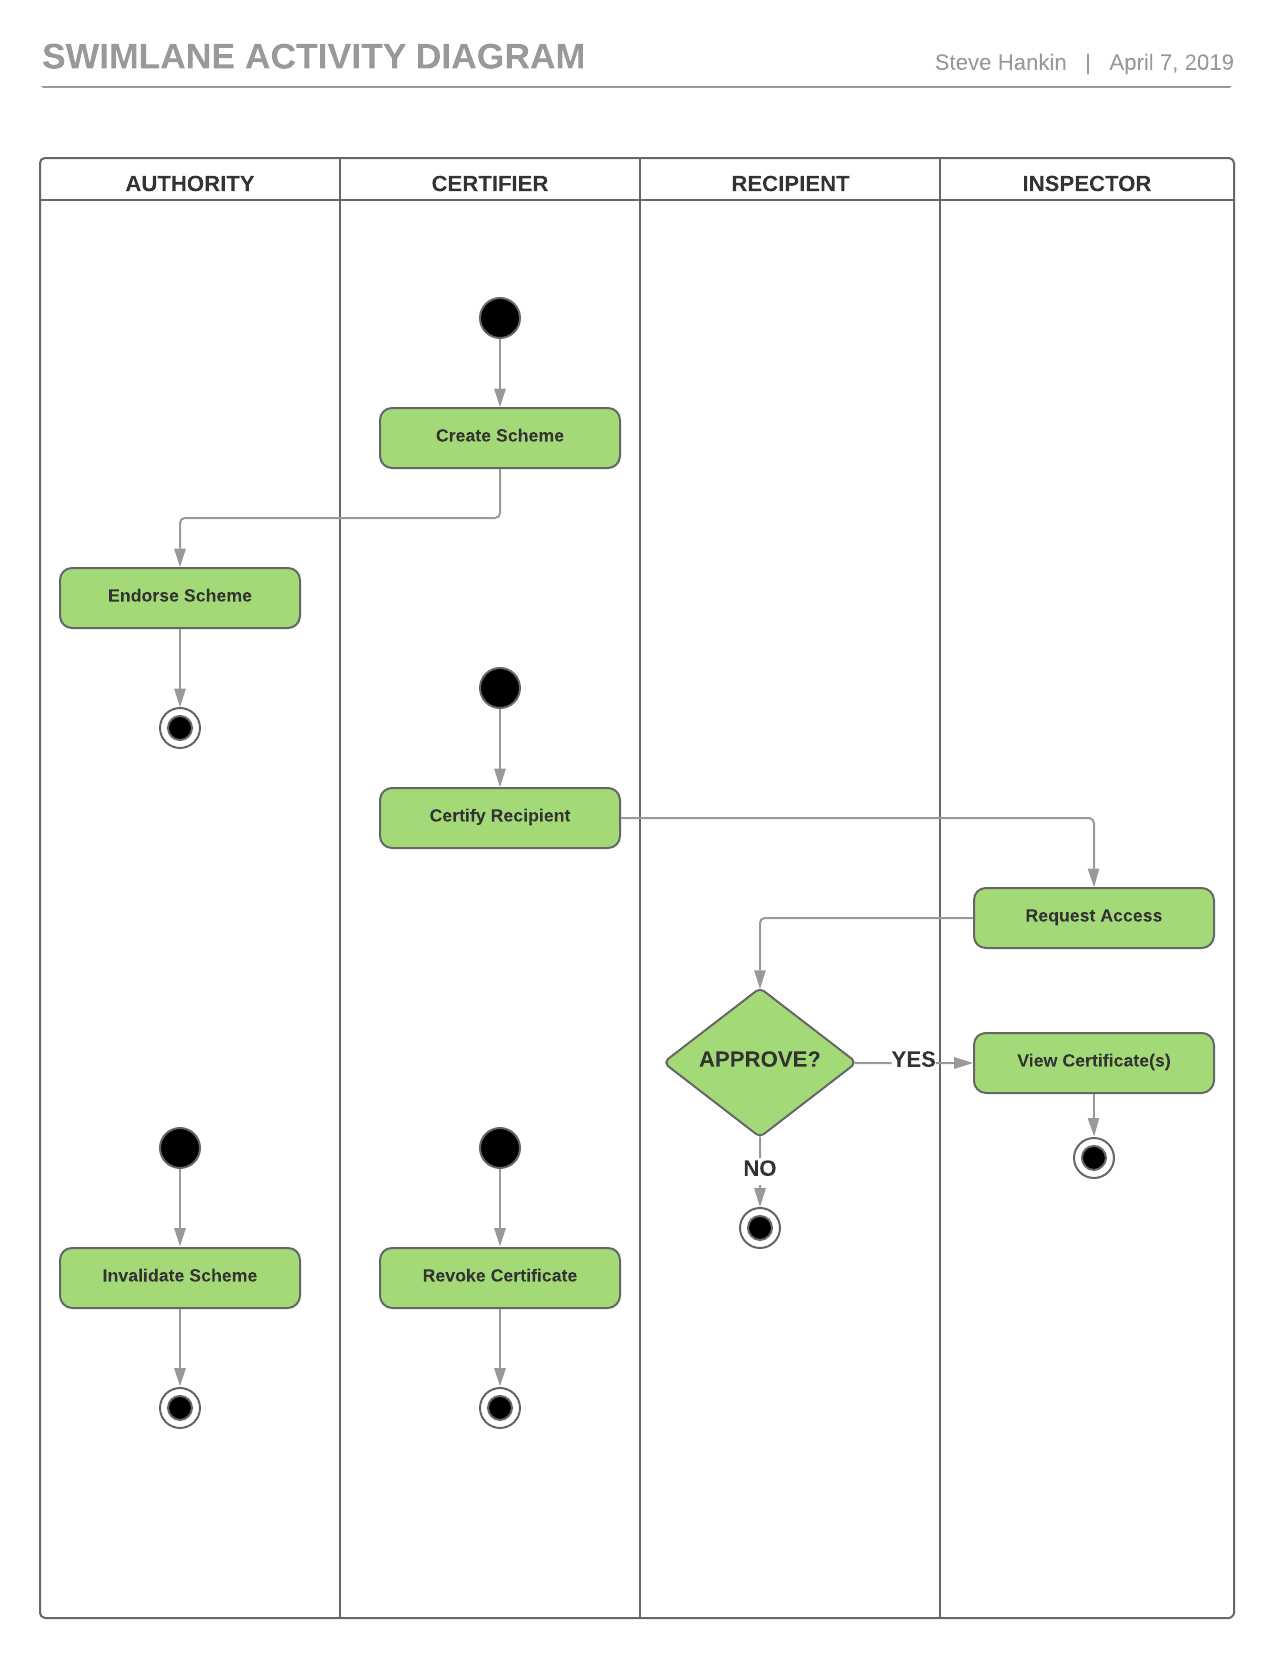 SWIMLANE ACTIVITY DIAGRAM
Steve Hankin | April 7, 2019
AUTHORITY
CERTIFIER
RECIPIENT
INSPECTOR
Create Scheme
Endorse Scheme
Certify Recipient
Request Access
APPROVE?
YES
View Certificate(s)
NO
Invalidate Scheme
Revoke Certificate